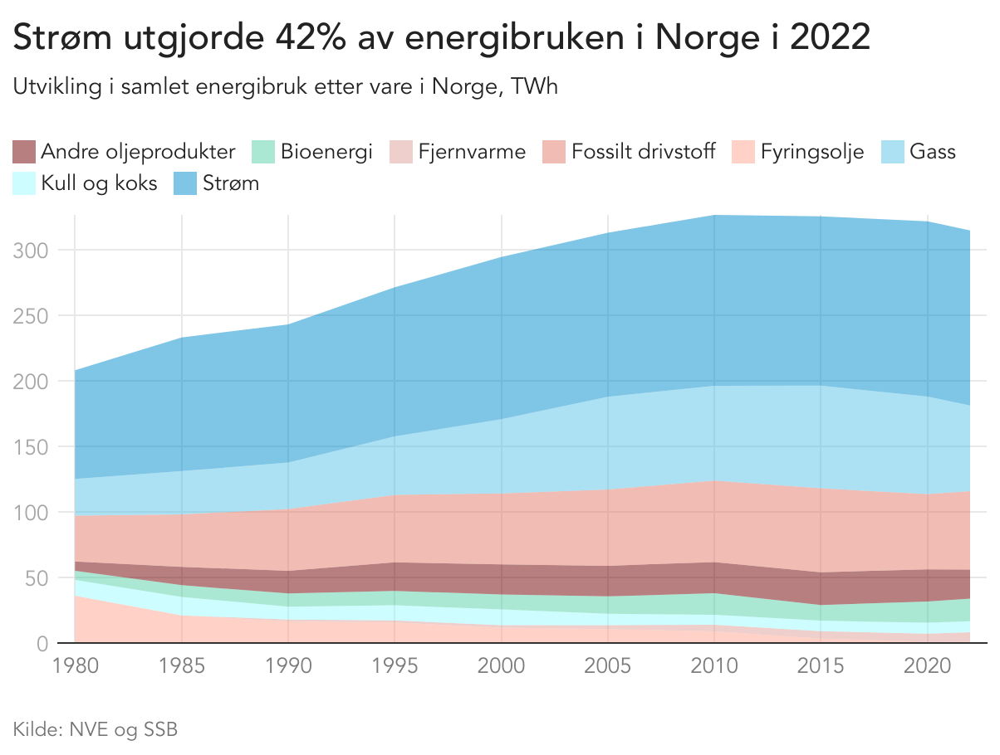 Strøm utgjorde 42% av energibruken i Norge i 2022
Utvikling i samlet energibruk etter vare i Norge, TWh
Andre oljeprodukter Bioenergi Fjernvarme Fossilt drivstoff Fyringsolje Gass
Kull og koks Strøm
300
250
200
150
100
50
0
1980 1985 1990 1995 2000 2005 2010 2015 2020
Kilde: NVE og SSB